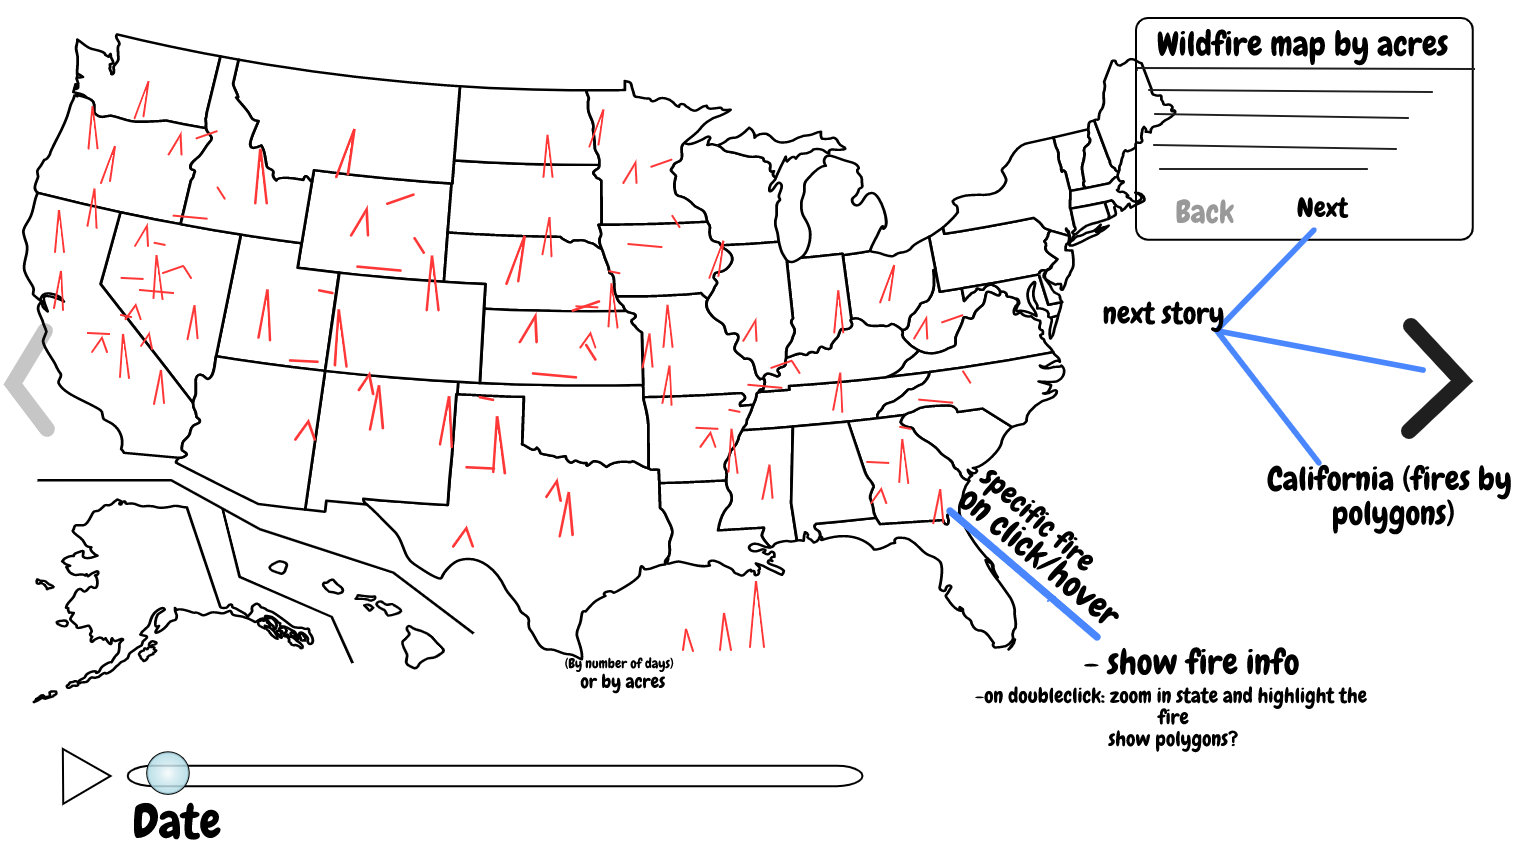 Wildfire map by acres
Back
Next
next story
California (fires by
polygons)
specific fire
on click/hover
- show fire info
-on doubleclick: zoom in state and highlight the
fire
show polygons?
(By number of days)
or by acres
Date